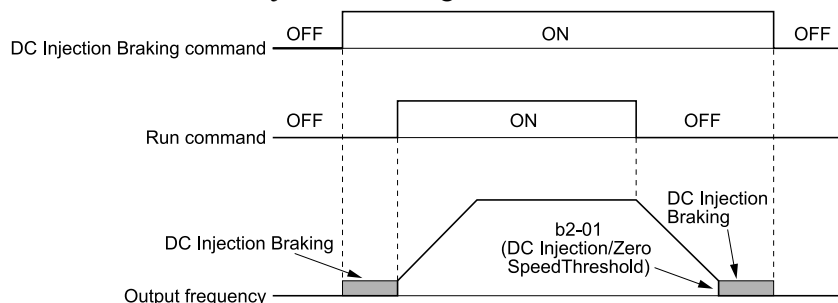 OFF
ON
OFF
DC Injection Braking command
OFF
ON
OFF
Run command
DC Injection
Braking
b2-01
(DC Injection/Zero
SpeedThreshold)
DC Injection Braking
Output frequency